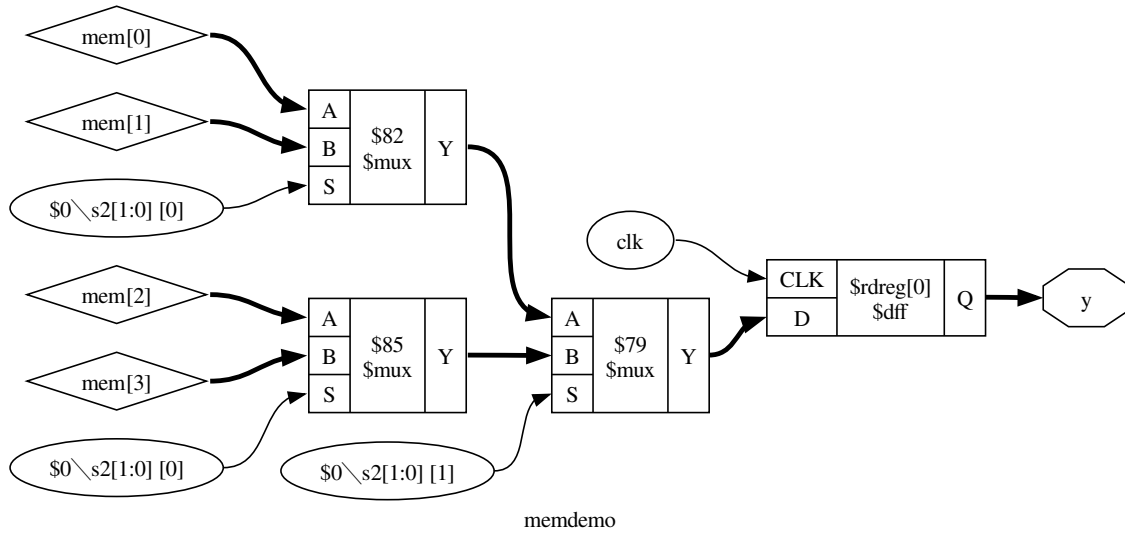 mem[0]
mem[1]
$0＼s2[1:0] [0]
A
B
S
$82
$mux
Y
mem[2]
mem[3]
$0＼s2[1:0] [0]
A
B
S
$85
$mux
Y
$0＼s2[1:0] [1]
A
B
S
$79
$mux
Y
clk
CLK
D
$rdreg[0]
$dff
Q
y
memdemo